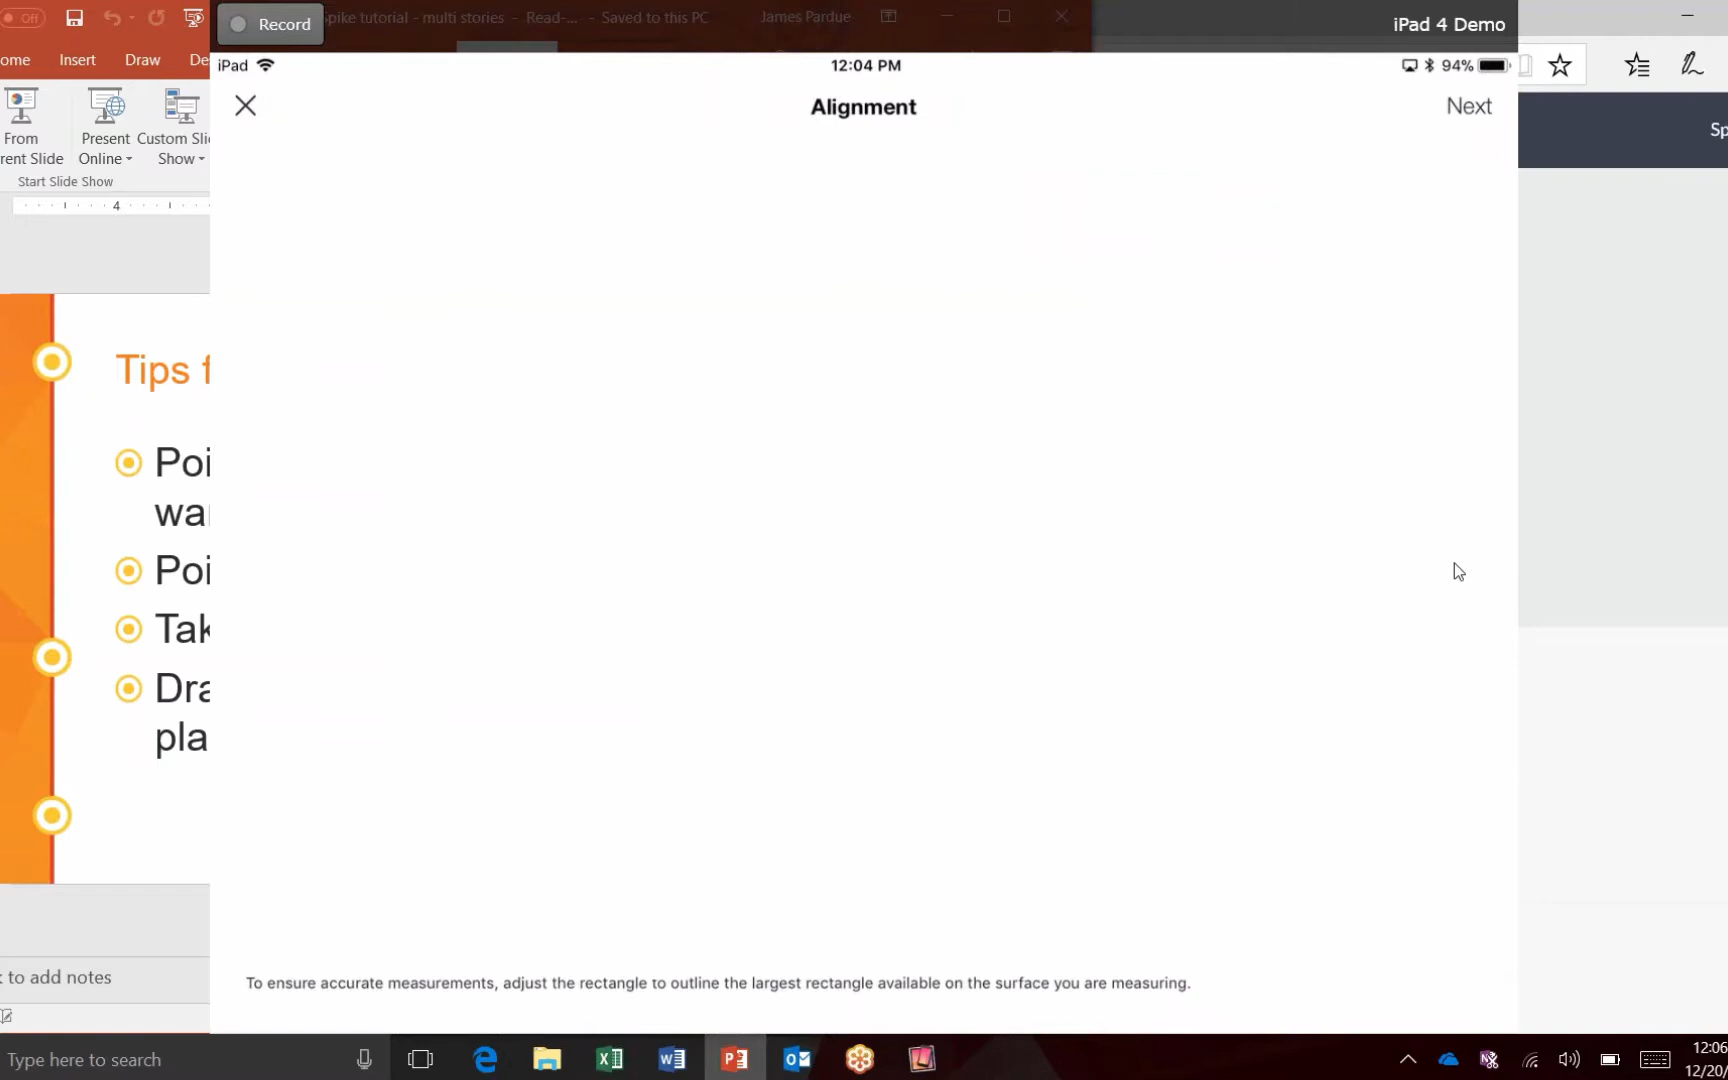 Off
Spike tutorial - multi stories - Read-... - Saved to this PC
James Pardue
Record
iPad 4 Demo
ome Insert Draw De
iPad
12:04 PM
94%
Alignment
Next
From
rent Slide
Present
Online
Custom Slic
Show
Start Slide Show
4
Sp
Tips f
Poi
wa
Poi
Tak
Dra
pla
To ensure accurate measurements, adjust the rectangle to outline the largest rectangle available on the surface you are measuring.
k to add notes
Type here to search
12:06
12/20/